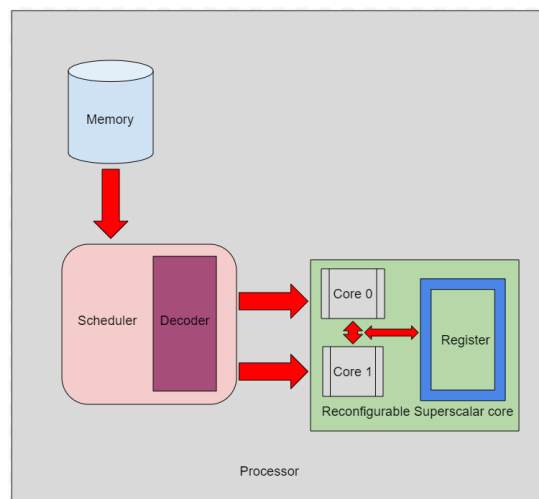 Memory
Scheduler
Decoder
Core 0
Core 1
Register
Reconfigurable Superscalar core
Processor